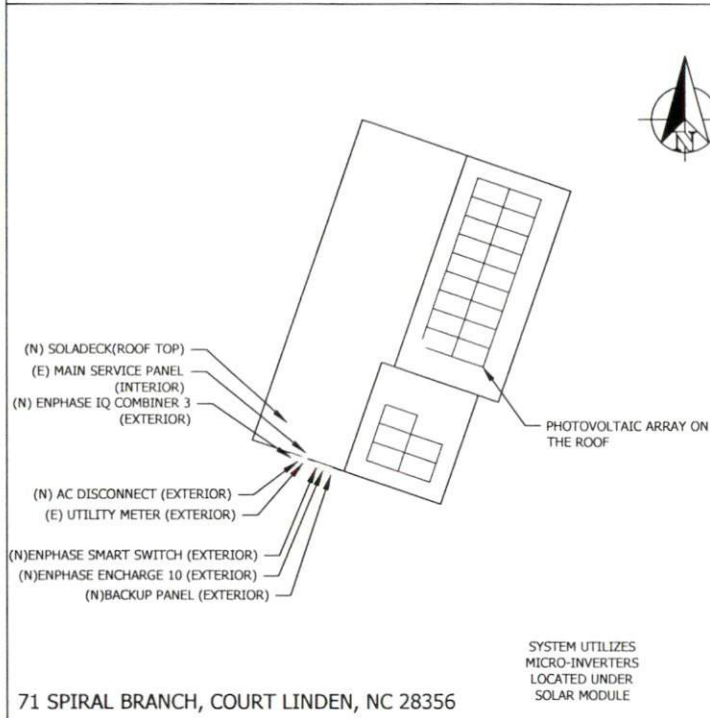 N
(N) SOLADECK(ROOF TOP)
(E) MAIN SERVICE PANEL
(INTERIOR)
(N) ENPHASE IQ COMBINER 3
(EXTERIOR)
PHOTOVOLTAIC ARRAY ON
THE ROOF
(N) AC DISCONNECT (EXTERIOR)
(E) UTILITY METER (EXTERIOR)
(N)ENPHASE SMART SWITCH (EXTERIOR)
(N)ENPHASE ENCHARGE 10 (EXTERIOR)
(N)BACKUP PANEL (EXTERIOR)
SYSTEM UTILIZES
MICRO-INVERTERS
LOCATED UNDER
SOLAR MODULE
71 SPIRAL BRANCH, COURT LINDEN, NC 28356